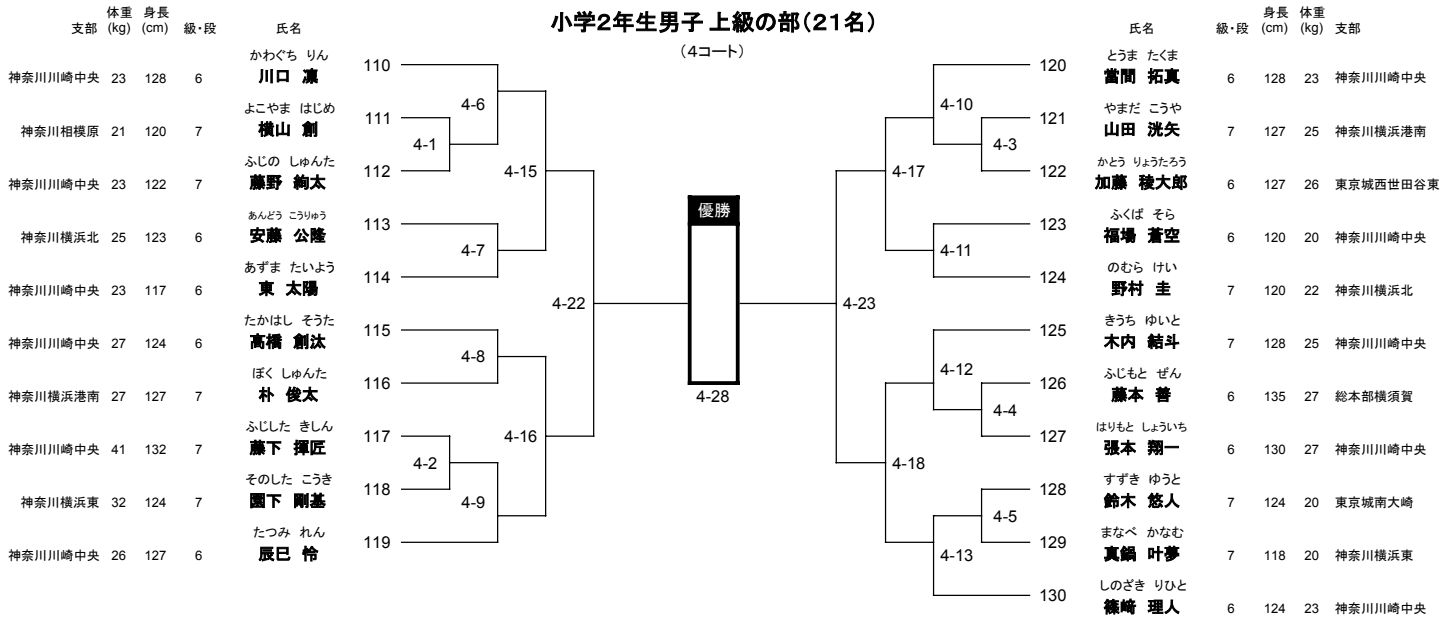 小学2年生男子 上級の部(21名)
(4コート)
支部 体重(kg) 身長(cm) 級・段 氏名
かわぐち りん
神奈川川崎中央 23 128 6 川口 凜 110
よこやま はじめ
神奈川相模原 21 120 7 横山 創 111
ふじの しゅんた
神奈川川崎中央 23 122 7 藤野 絢太 112
あんどう こうりゅう
神奈川横浜北 25 123 6 安藤 公隆 113
あずま たいよう
神奈川川崎中央 23 117 6 東 太陽 114
たかはし そうた
神奈川川崎中央 27 124 6 髙橋 創汰 115
ぼく しゅんた
神奈川横浜港南 27 127 7 朴 俊太 116
ふじした きしん
神奈川川崎中央 41 132 7 藤下 揮匠 117
そのした こうき
神奈川横浜東 32 124 7 園下 剛基 118
たつみ れん
神奈川川崎中央 26 127 6 辰巳 怜 119
4-6
4-1
4-15
4-7
4-22
4-8
4-16
4-2
4-9
優勝
4-28
4-10
4-3
4-17
4-11
4-23
4-12
4-4
4-18
4-5
4-13
氏名 級・段 身長(cm) 体重(kg) 支部
とうま たくま
120 當間 拓真 6 128 23 神奈川川崎中央
やまだ こうや
121 山田 洸矢 7 127 25 神奈川横浜港南
かとう りょうたろう
122 加藤 稜大郎 6 127 26 東京城西世田谷東
ふくば そら
123 福場 蒼空 6 120 20 神奈川川崎中央
のむら けい
124 野村 圭 7 120 22 神奈川横浜北
きうち ゆいと
125 木内 結斗 7 128 25 神奈川川崎中央
ふじもと ぜん
126 藤本 善 6 135 27 総本部横須賀
はりもと しょういち
127 張本 翔一 6 130 27 神奈川川崎中央
すずき ゆうと
128 鈴木 悠人 7 124 20 東京城南大崎
まなべ かなむ
129 真鍋 叶夢 7 118 20 神奈川横浜東
しのざき りひと
130 篠﨑 理人 6 124 23 神奈川川崎中央